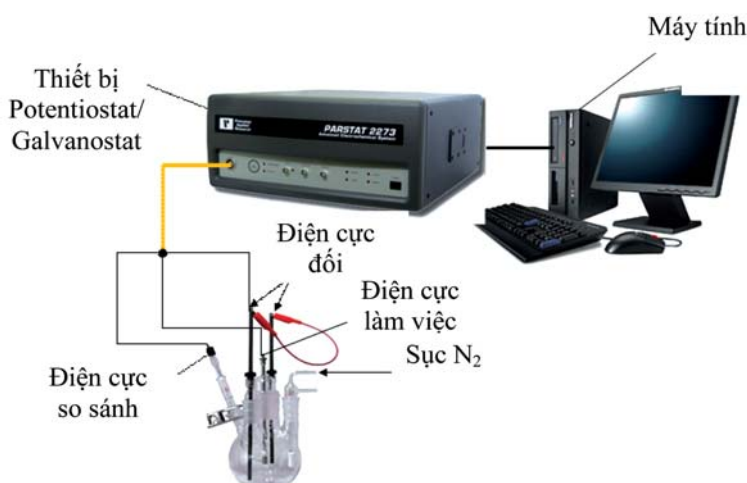 Máy tính
Thiết bị
Potentiostat/
Galvanostat
PARSTAT 2273
Điện cực
đối
Điện cực
làm việc
Sục N₂
Điện cực
so sánh